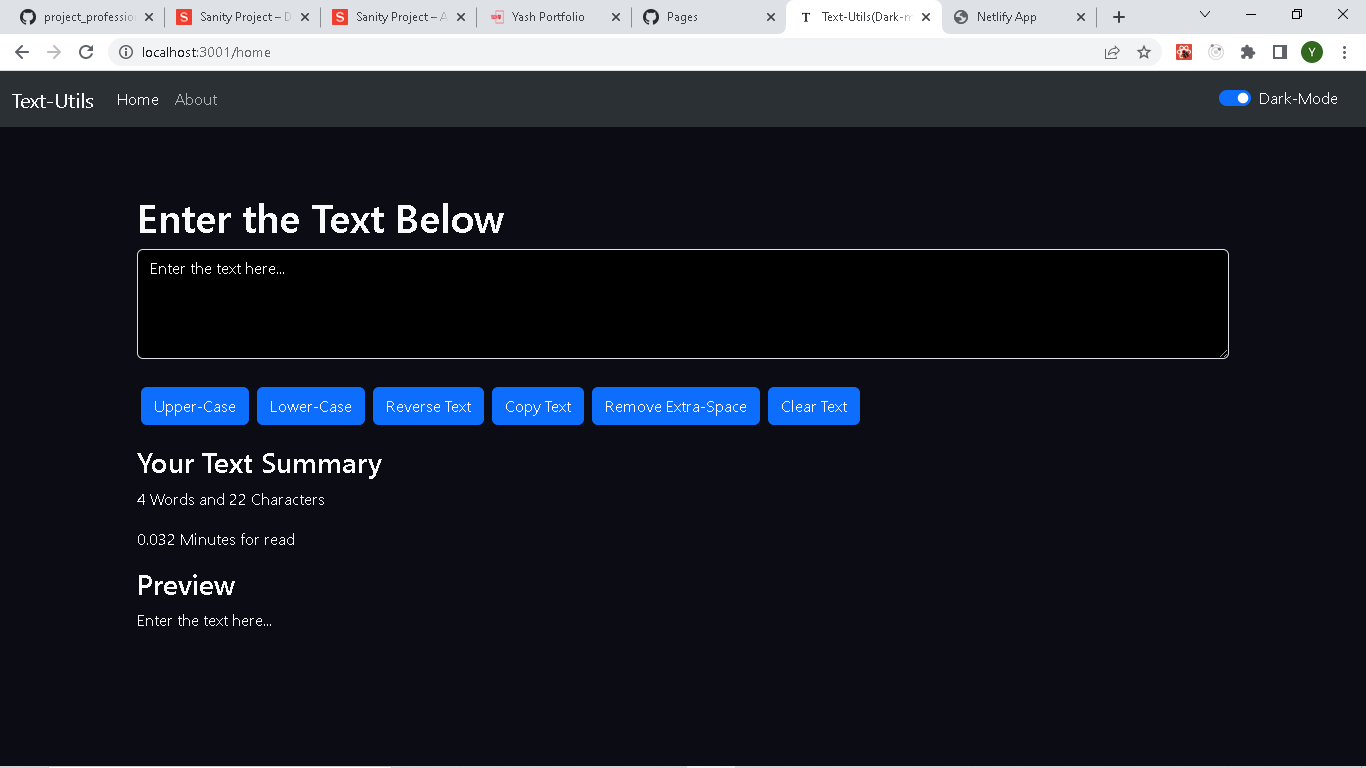 project_professio
Sanity Project – D
Sanity Project – A
Yash Portfolio
Pages
Text-Utils(Dark-m
Netlify App
localhost:3001/home
Y
Text-Utils Home About Dark-Mode
Enter the Text Below
Enter the text here...
Upper-Case Lower-Case Reverse Text Copy Text Remove Extra-Space Clear Text
Your Text Summary
4 Words and 22 Characters
0.032 Minutes for read
Preview
Enter the text here...